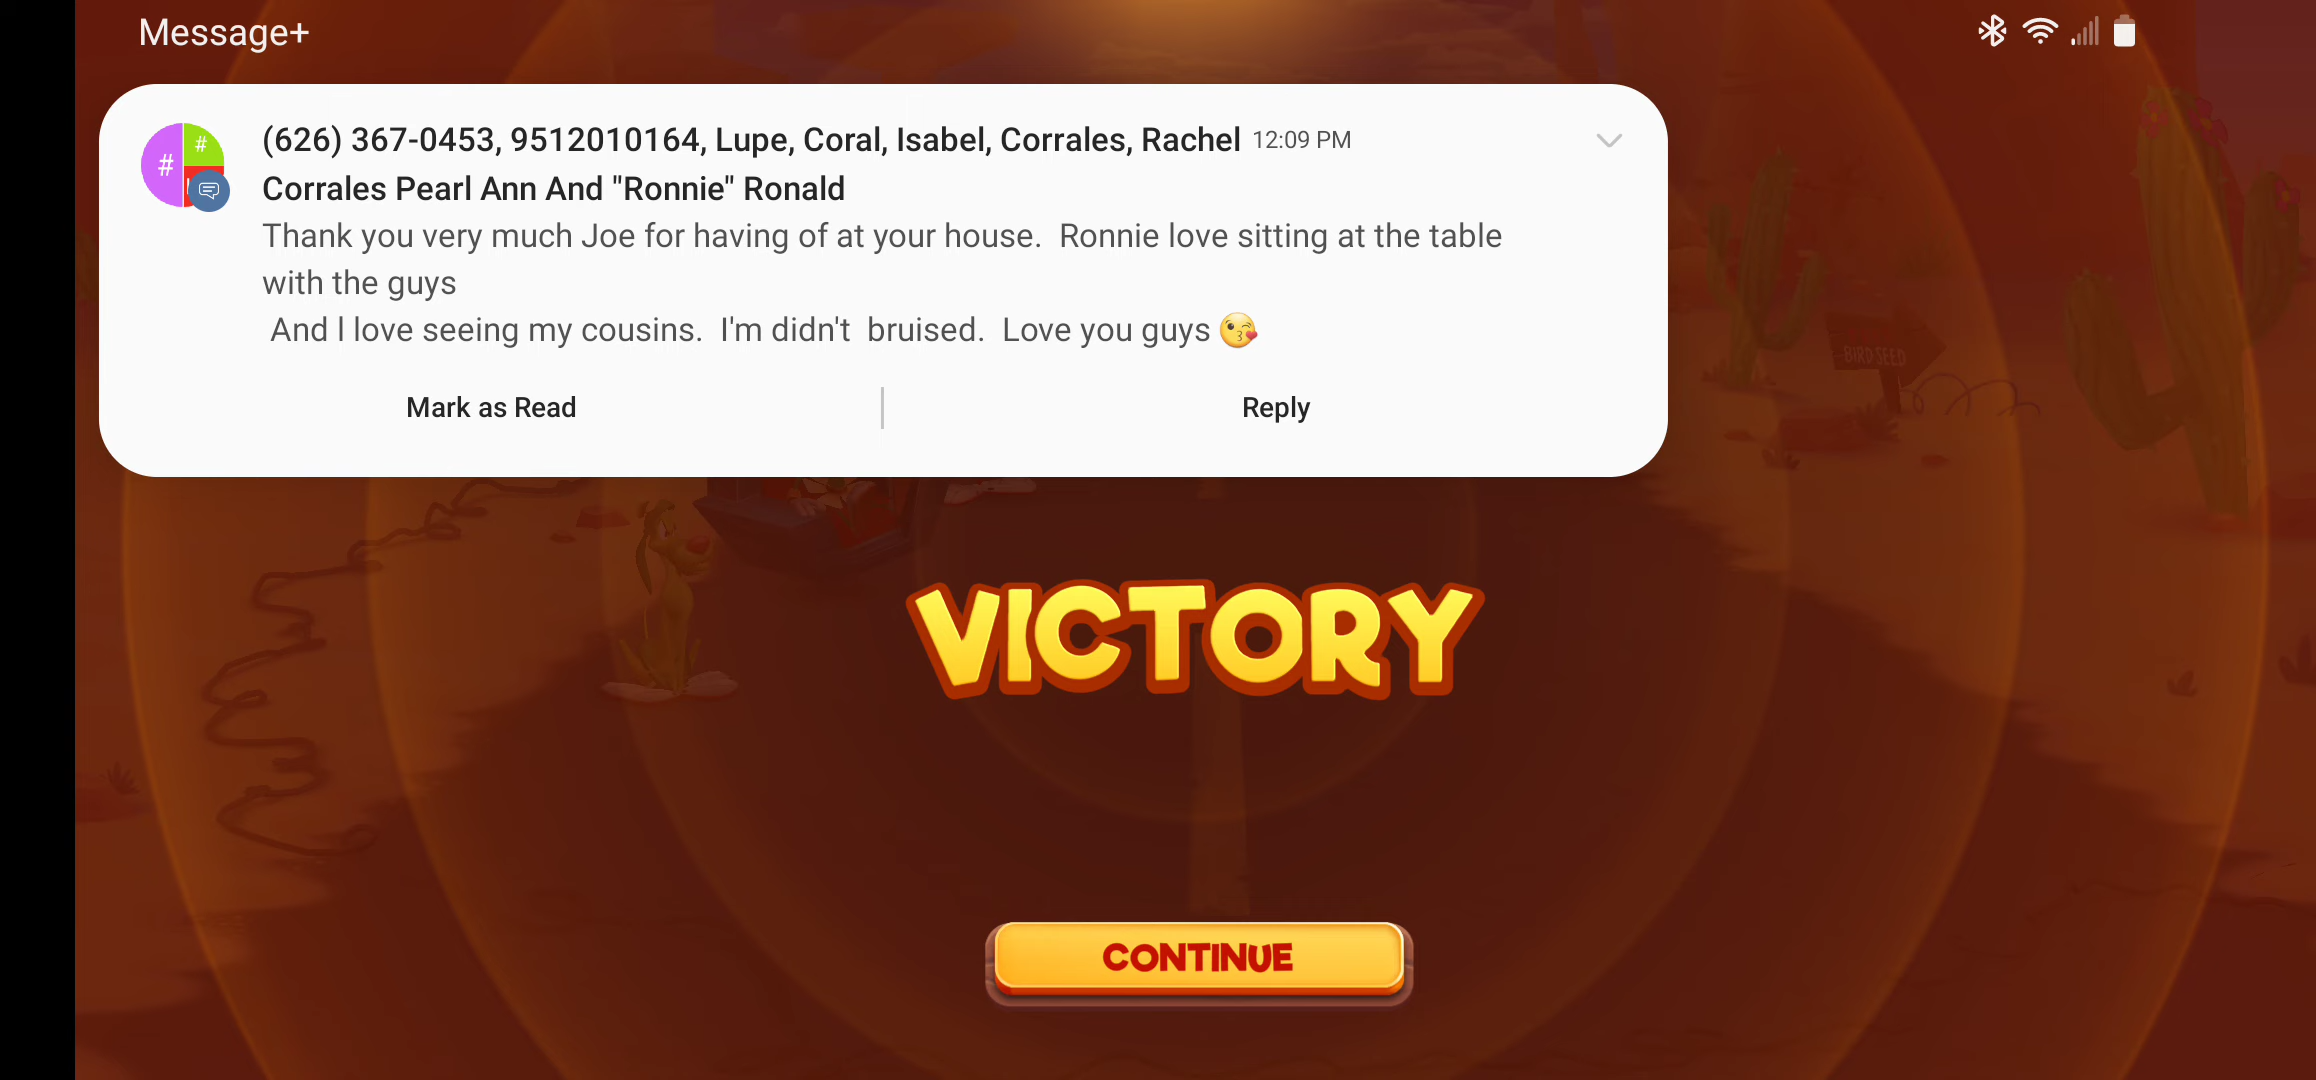 Message+
(626) 367-0453, 9512010164, Lupe, Coral, Isabel, Corrales, Rachel 12:09 PM
Corrales Pearl Ann And "Ronnie" Ronald
Thank you very much Joe for having of at your house.  Ronnie love sitting at the table
with the guys
And I love seeing my cousins.  I'm didn't  bruised.  Love you guys 😘
Mark as Read
Reply
BIRD SEED
VICTORY
CONTINUE